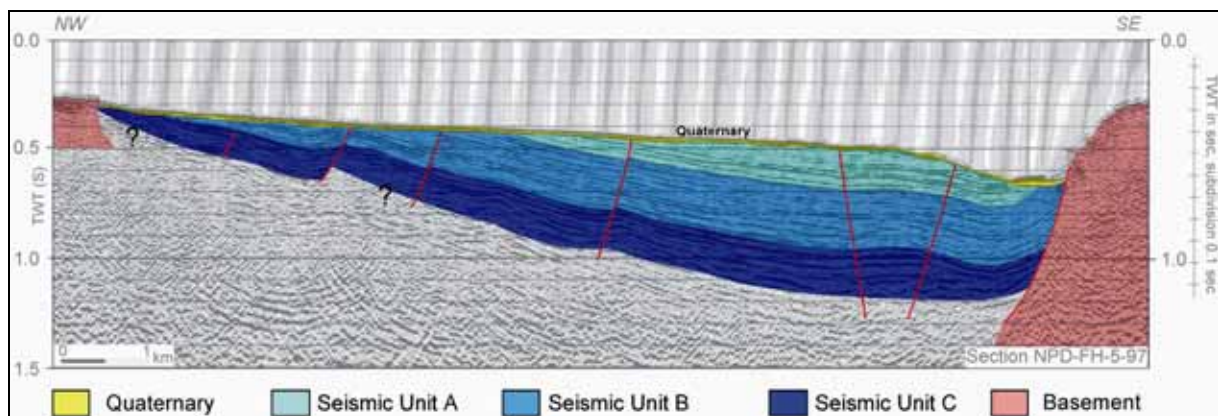 NW SE
0.0 0.0
Quaternary
?
0.5
?
TWT (S)
TWT in sec, subdivision 0.1 sec
1.0 1.0
0 1 km
Section NPD-FH-5-97
1.5
Quaternary Seismic Unit A Seismic Unit B Seismic Unit C Basement